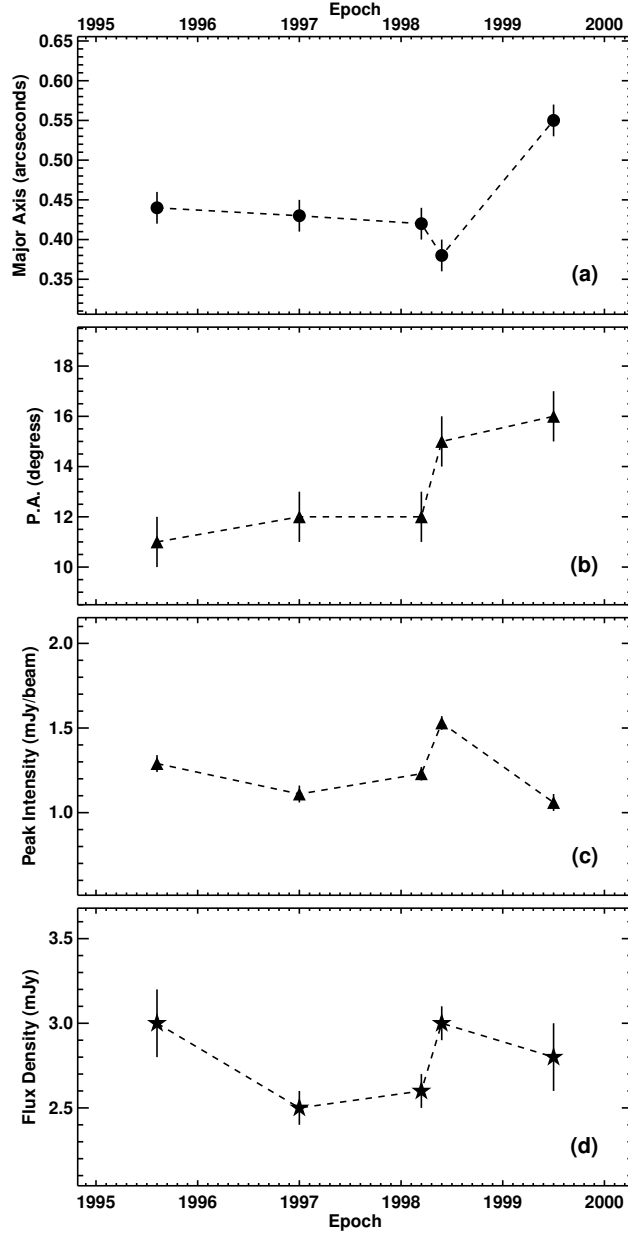 Epoch
1995 1996 1997 1998 1999 2000
0.65
0.60
0.55
0.50
0.45
0.40
0.35
Major Axis (arcseconds)
(a)
18
16
14
12
10
P.A. (degress)
(b)
2.0
1.5
1.0
Peak Intensity (mJy/beam)
(c)
3.5
3.0
2.5
Flux Density (mJy)
(d)
1995 1996 1997 1998 1999 2000
Epoch